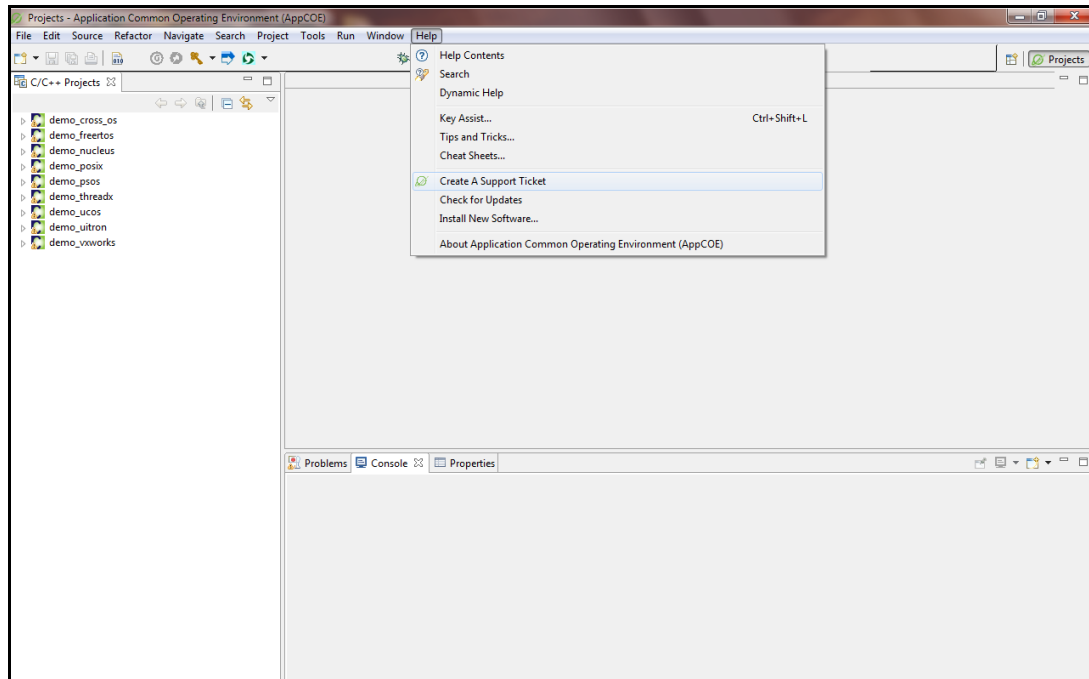 Projects - Application Common Operating Environment (AppCOE)
File Edit Source Refactor Navigate Search Project Tools Run Window Help
Projects
C/C++ Projects
demo_cross_os
demo_freertos
demo_nucleus
demo_posix
demo_psos
demo_threadx
demo_ucos
demo_uitron
demo_vxworks
Help Contents
Search
Dynamic Help
Key Assist... Ctrl+Shift+L
Tips and Tricks...
Cheat Sheets...
Create A Support Ticket
Check for Updates
Install New Software...
About Application Common Operating Environment (AppCOE)
Problems Console Properties